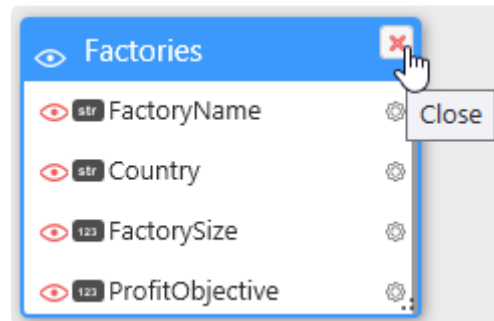 Factories
str FactoryName
Close
str Country
123 FactorySize
123 ProfitObjective